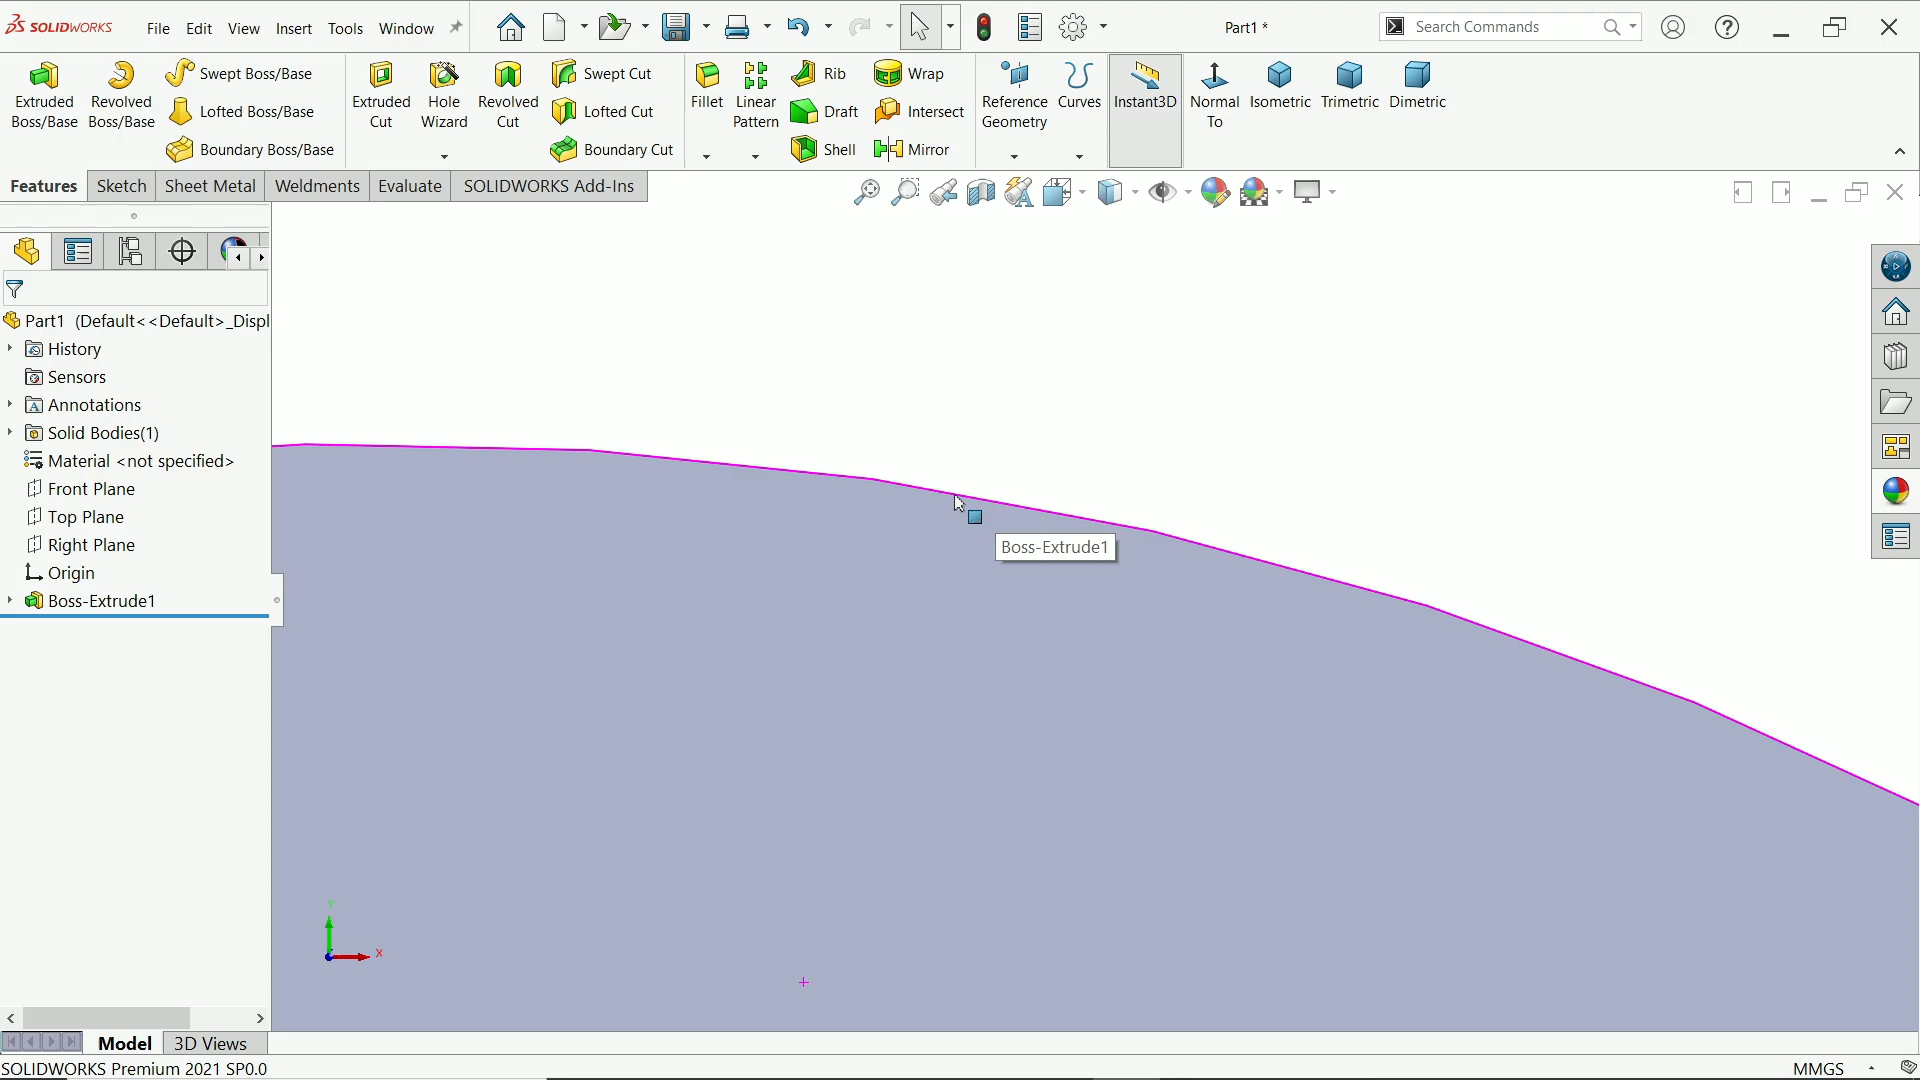 SOLIDWORKS File Edit View Insert Tools Window Part1 * Search Commands
Extruded Boss/Base
Revolved Boss/Base
Swept Boss/Base
Lofted Boss/Base
Boundary Boss/Base
Extruded Cut
Hole Wizard
Revolved Cut
Swept Cut
Lofted Cut
Boundary Cut
Fillet
Linear Pattern
Rib
Draft
Shell
Wrap
Intersect
Mirror
Reference Geometry
Curves
Instant3D
Normal To
Isometric
Trimetric
Dimetric
Features Sketch Sheet Metal Weldments Evaluate SOLIDWORKS Add-Ins
Part1 (Default<<Default>_Displ
History
Sensors
Annotations
Solid Bodies(1)
Material <not specified>
Front Plane
Top Plane
Right Plane
Origin
Boss-Extrude1
Boss-Extrude1
Y
X
Model 3D Views
SOLIDWORKS Premium 2021 SP0.0 MMGS